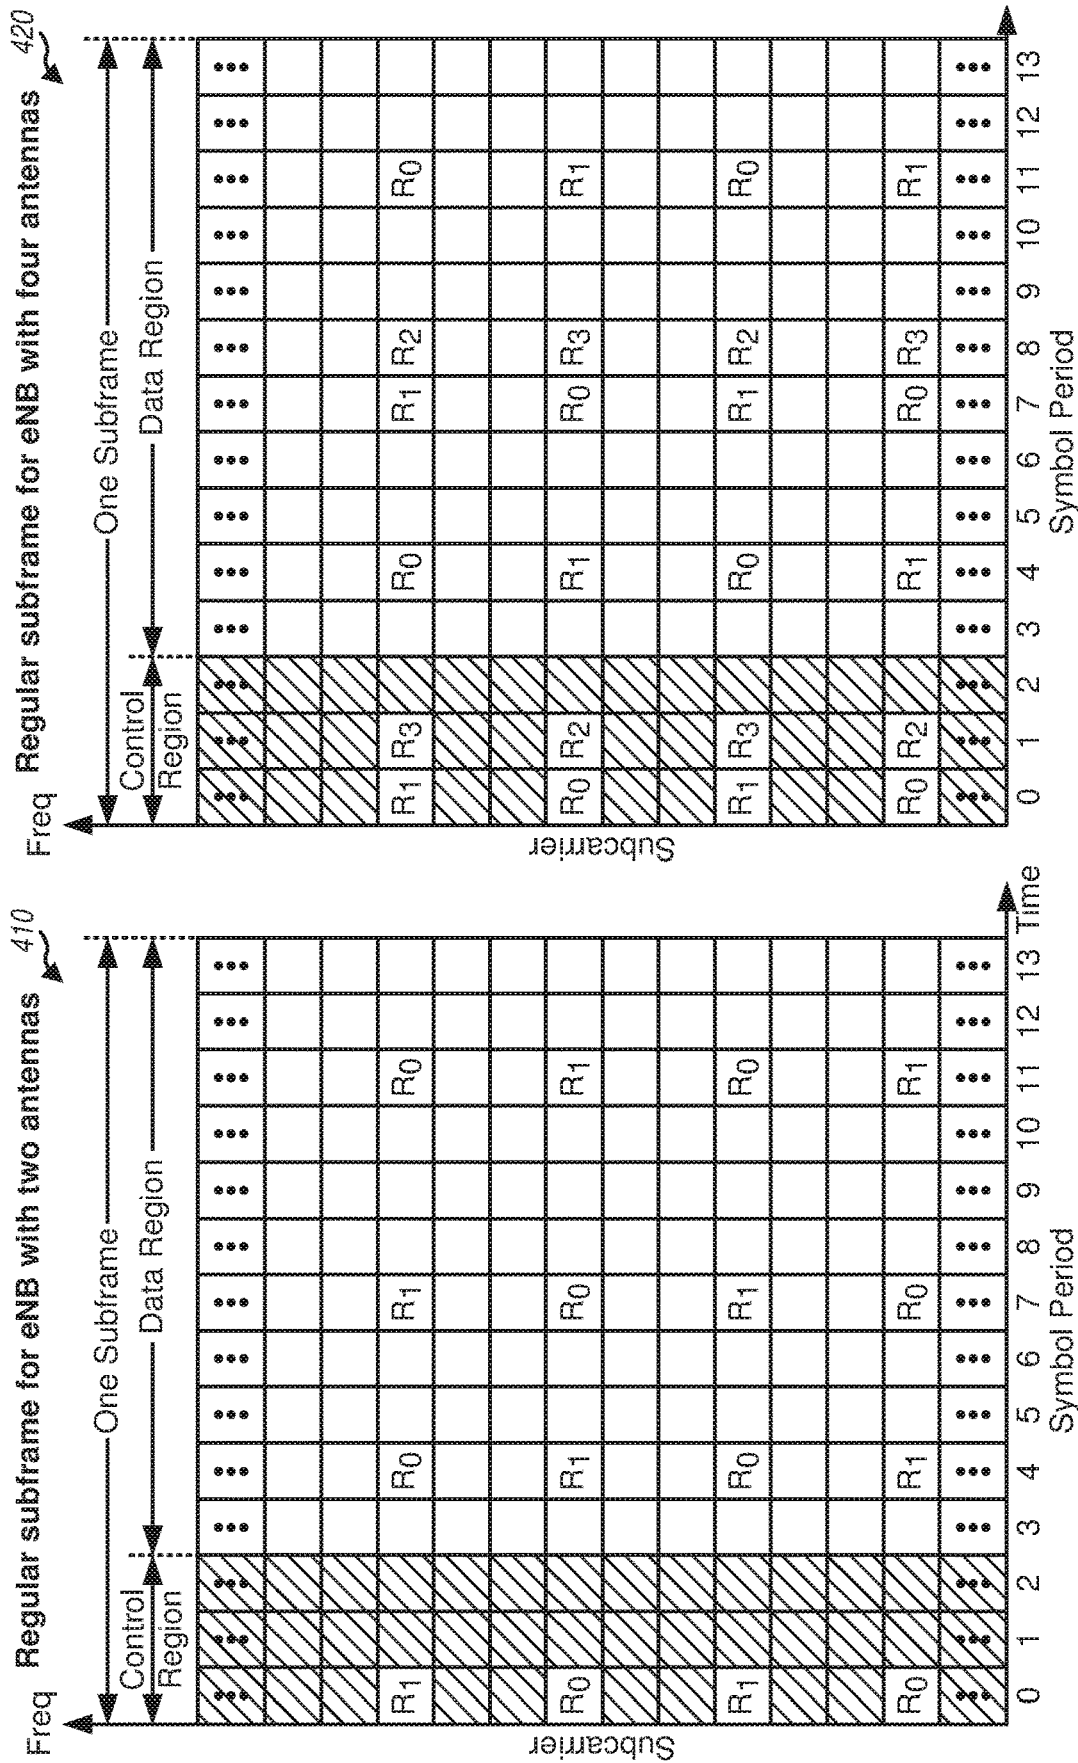 Regular subframe for eNB with two antennas
410
Freq
One Subframe
Control Region
Data Region
R1 R0 R1 R0
R0 R1 R0 R1
R1 R0 R1 R0
R0 R1 R0 R1
Subcarrier
0 1 2 3 4 5 6 7 8 9 10 11 12 13 Time
Symbol Period
Regular subframe for eNB with four antennas
420
Freq
One Subframe
Control Region
Data Region
R1 R3 R0 R1 R2 R0
R0 R2 R1 R0 R3 R1
R1 R3 R0 R1 R2 R0
R0 R2 R1 R0 R3 R1
Subcarrier
0 1 2 3 4 5 6 7 8 9 10 11 12 13
Symbol Period